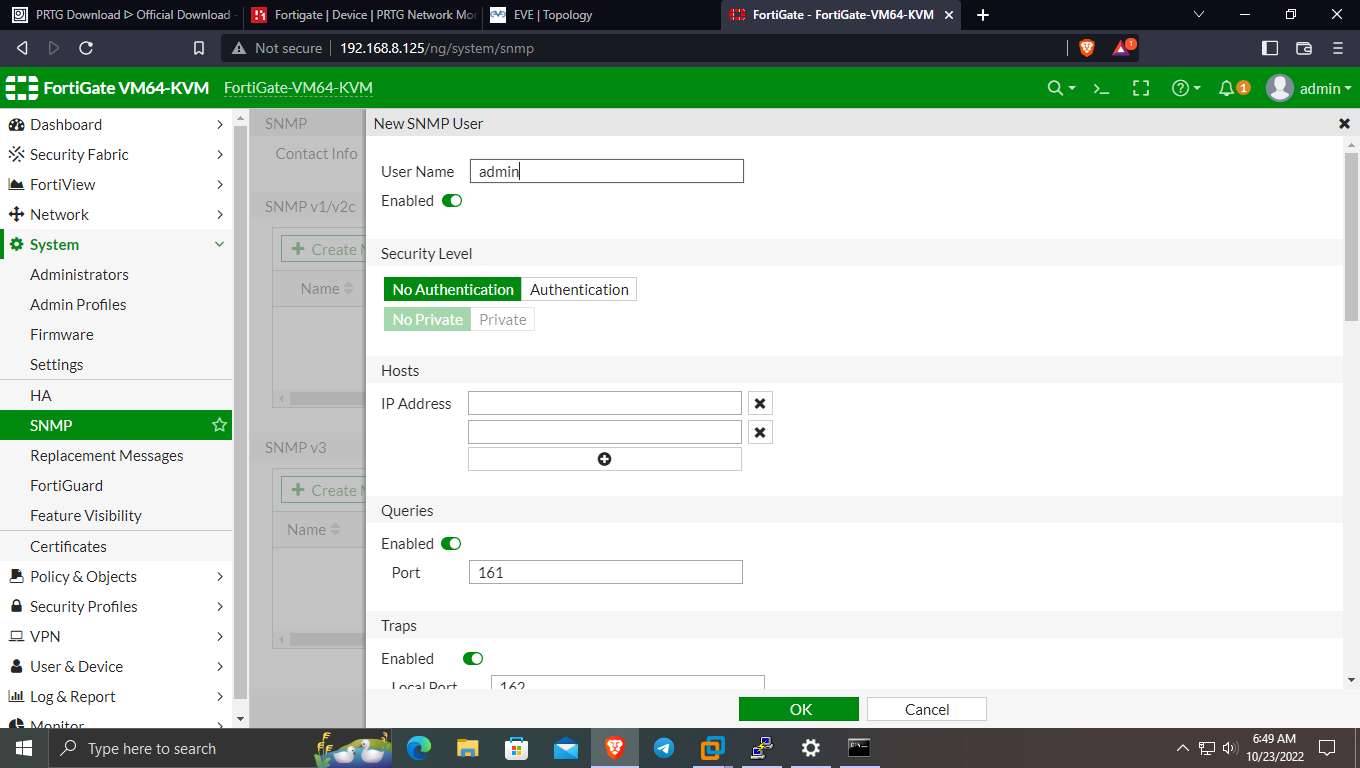 PRTG Download ᐅ Official Download -
Fortigate | Device | PRTG Network Mon
EVE | Topology
FortiGate - FortiGate-VM64-KVM
Not secure
192.168.8.125/ng/system/snmp
1
FortiGate VM64-KVM
FortiGate-VM64-KVM
1
admin
Dashboard
Security Fabric
FortiView
Network
System
Administrators
Admin Profiles
Firmware
Settings
HA
SNMP
Replacement Messages
FortiGuard
Feature Visibility
Certificates
Policy & Objects
Security Profiles
VPN
User & Device
Log & Report
Monitor
SNMP
Contact Info
SNMP v1/v2c
Create N
Name
SNMP v3
Create N
Name
New SNMP User
User Name
admin
Enabled
Security Level
No Authentication
Authentication
No Private
Private
Hosts
IP Address
Queries
Enabled
Port
161
Traps
Enabled
Local Port
162
OK
Cancel
Type here to search
6:49 AM
10/23/2022